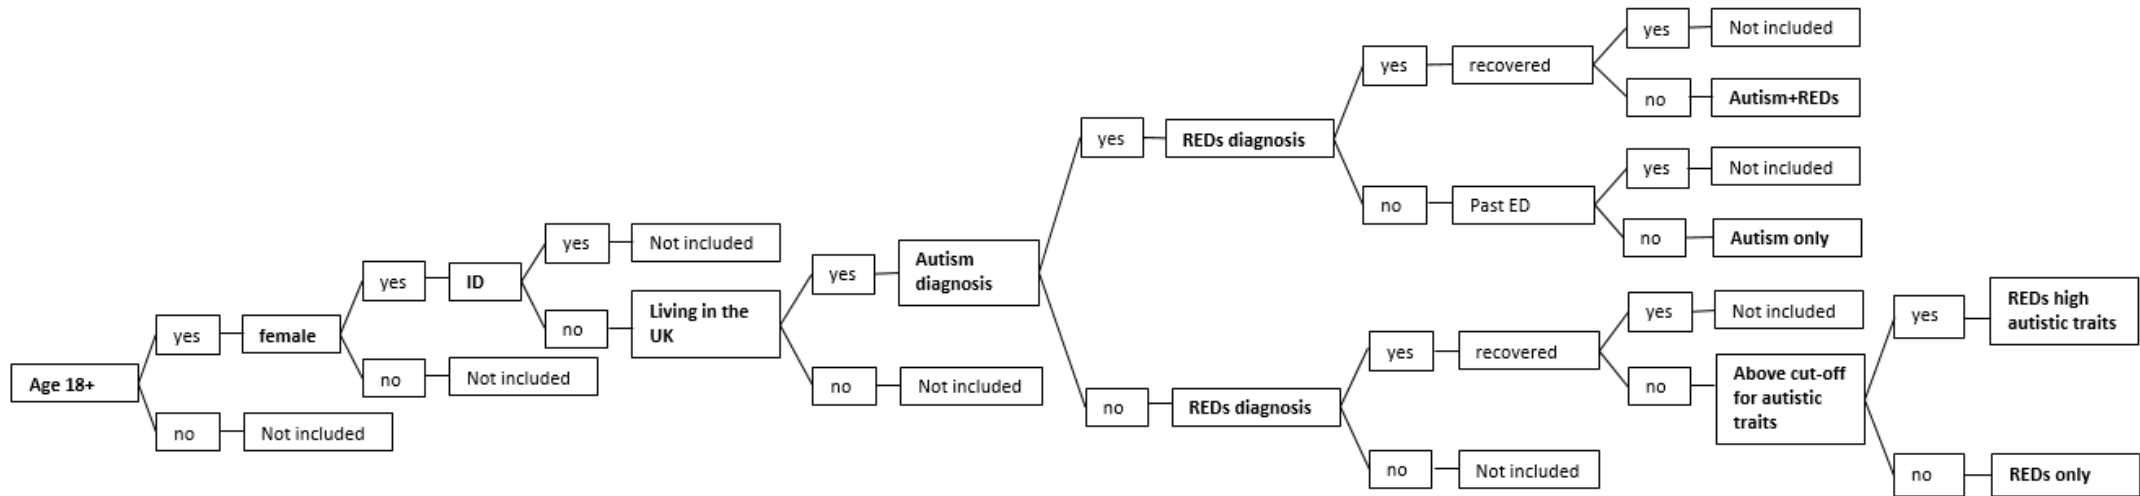 Age 18+
yes
female
no
Not included
yes
ID
no
Not included
yes
Not included
no
Living in the
UK
yes
Autism
diagnosis
no
Not included
yes
REDs diagnosis
yes
recovered
yes
Not included
no
Autism+REDs
no
Past ED
yes
Not included
no
Autism only
no
REDs diagnosis
yes
recovered
yes
Not included
no
Above cut-off
for autistic
traits
yes
REDs high
autistic traits
no
REDs only
no
Not included